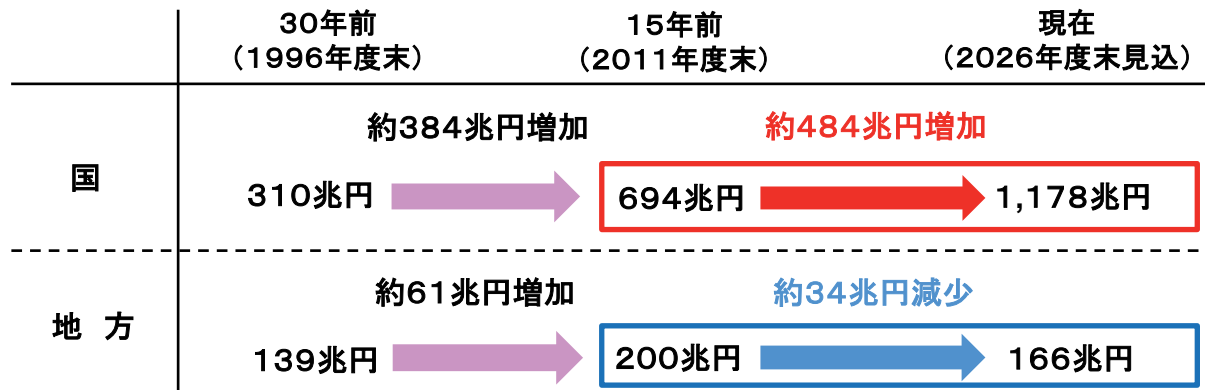 30年前
（1996年度末）
15年前
（2011年度末）
現在
（2026年度末見込）
国
約384兆円増加
約484兆円増加
310兆円
694兆円
1,178兆円
地 方
約61兆円増加
約34兆円減少
139兆円
200兆円
166兆円